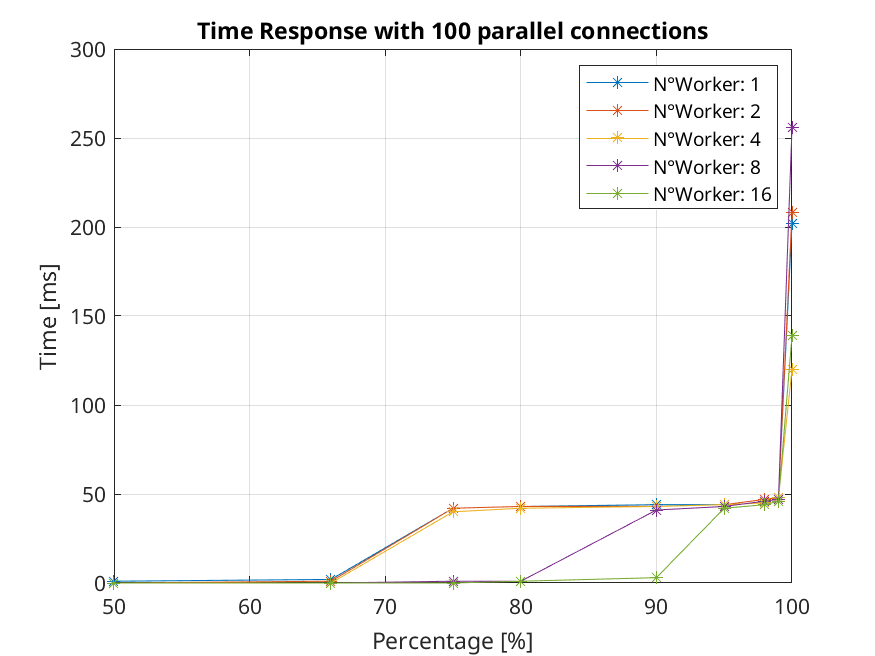 Time Response with 100 parallel connections
300
250
200
150
100
50
0
Time [ms]
N°Worker: 1
N°Worker: 2
N°Worker: 4
N°Worker: 8
N°Worker: 16
50 60 70 80 90 100
Percentage [%]